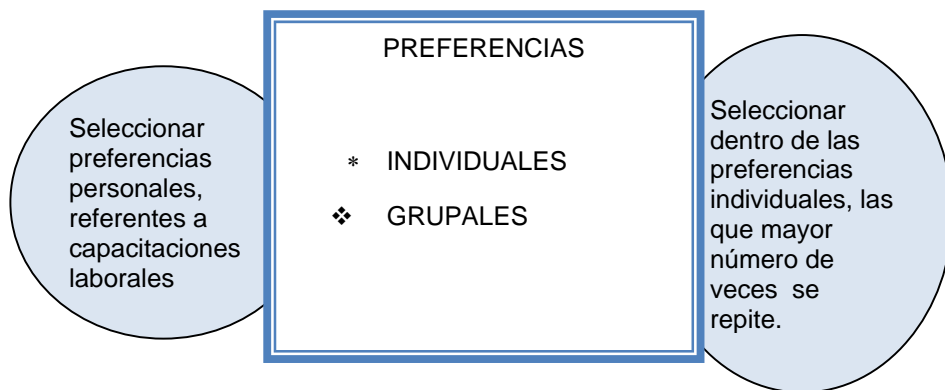 PREFERENCIAS
Seleccionar
preferencias
personales,
referentes a
capacitaciones
laborales
* INDIVIDUALES
❖ GRUPALES
Seleccionar
dentro de las
preferencias
individuales, las
que mayor
número de
veces  se
repite.